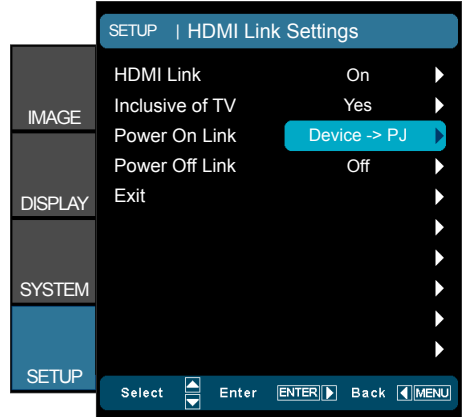 SETUP | HDMI Link Settings
HDMI Link On
Inclusive of TV Yes
Power On Link Device -> PJ
Power Off Link Off
Exit
IMAGE
DISPLAY
SYSTEM
SETUP
Select Enter ENTER Back MENU